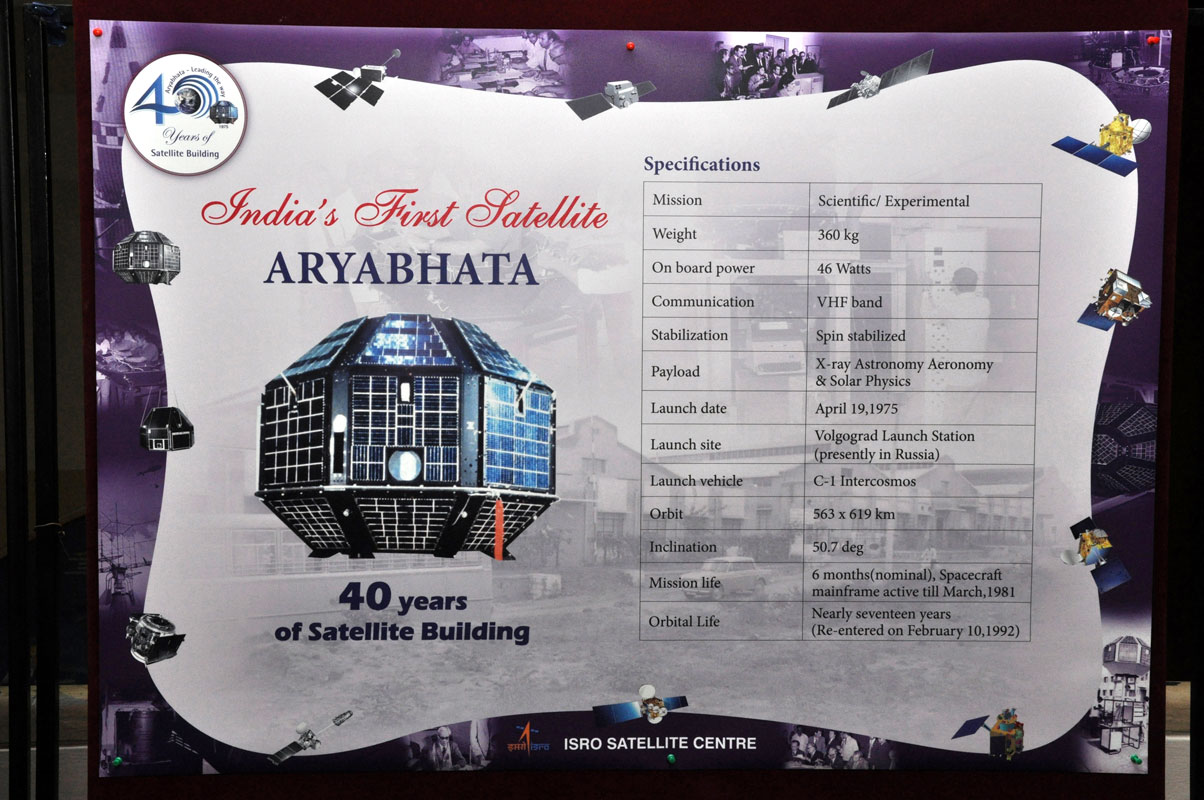 Aryabhata - Leading the way
40
1975
Years of
Satellite Building
India's First Satellite
ARYABHATA
40 years
of Satellite Building
Specifications
Mission Scientific/ Experimental
Weight 360 kg
On board power 46 Watts
Communication VHF band
Stabilization Spin stabilized
Payload X-ray Astronomy Aeronomy
& Solar Physics
Launch date April 19,1975
Launch site Volgograd Launch Station
(presently in Russia)
Launch vehicle C-1 Intercosmos
Orbit 563 x 619 km
Inclination 50.7 deg
Mission life 6 months(nominal), Spacecraft
mainframe active till March,1981
Orbital Life Nearly seventeen years
(Re-entered on February 10,1992)
इसरो isro ISRO SATELLITE CENTRE